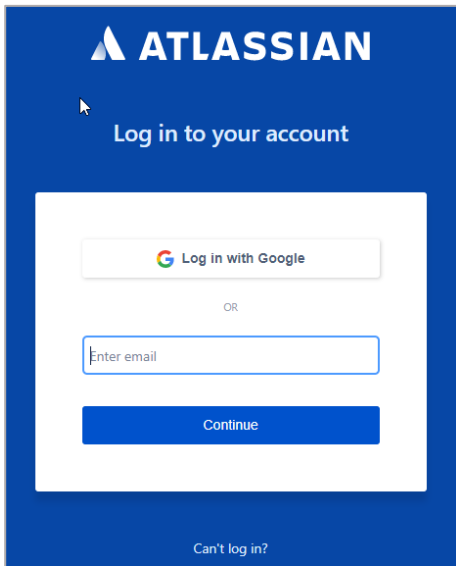 ATLASSIAN
Log in to your account
Log in with Google
OR
Enter email
Continue
Can't log in?